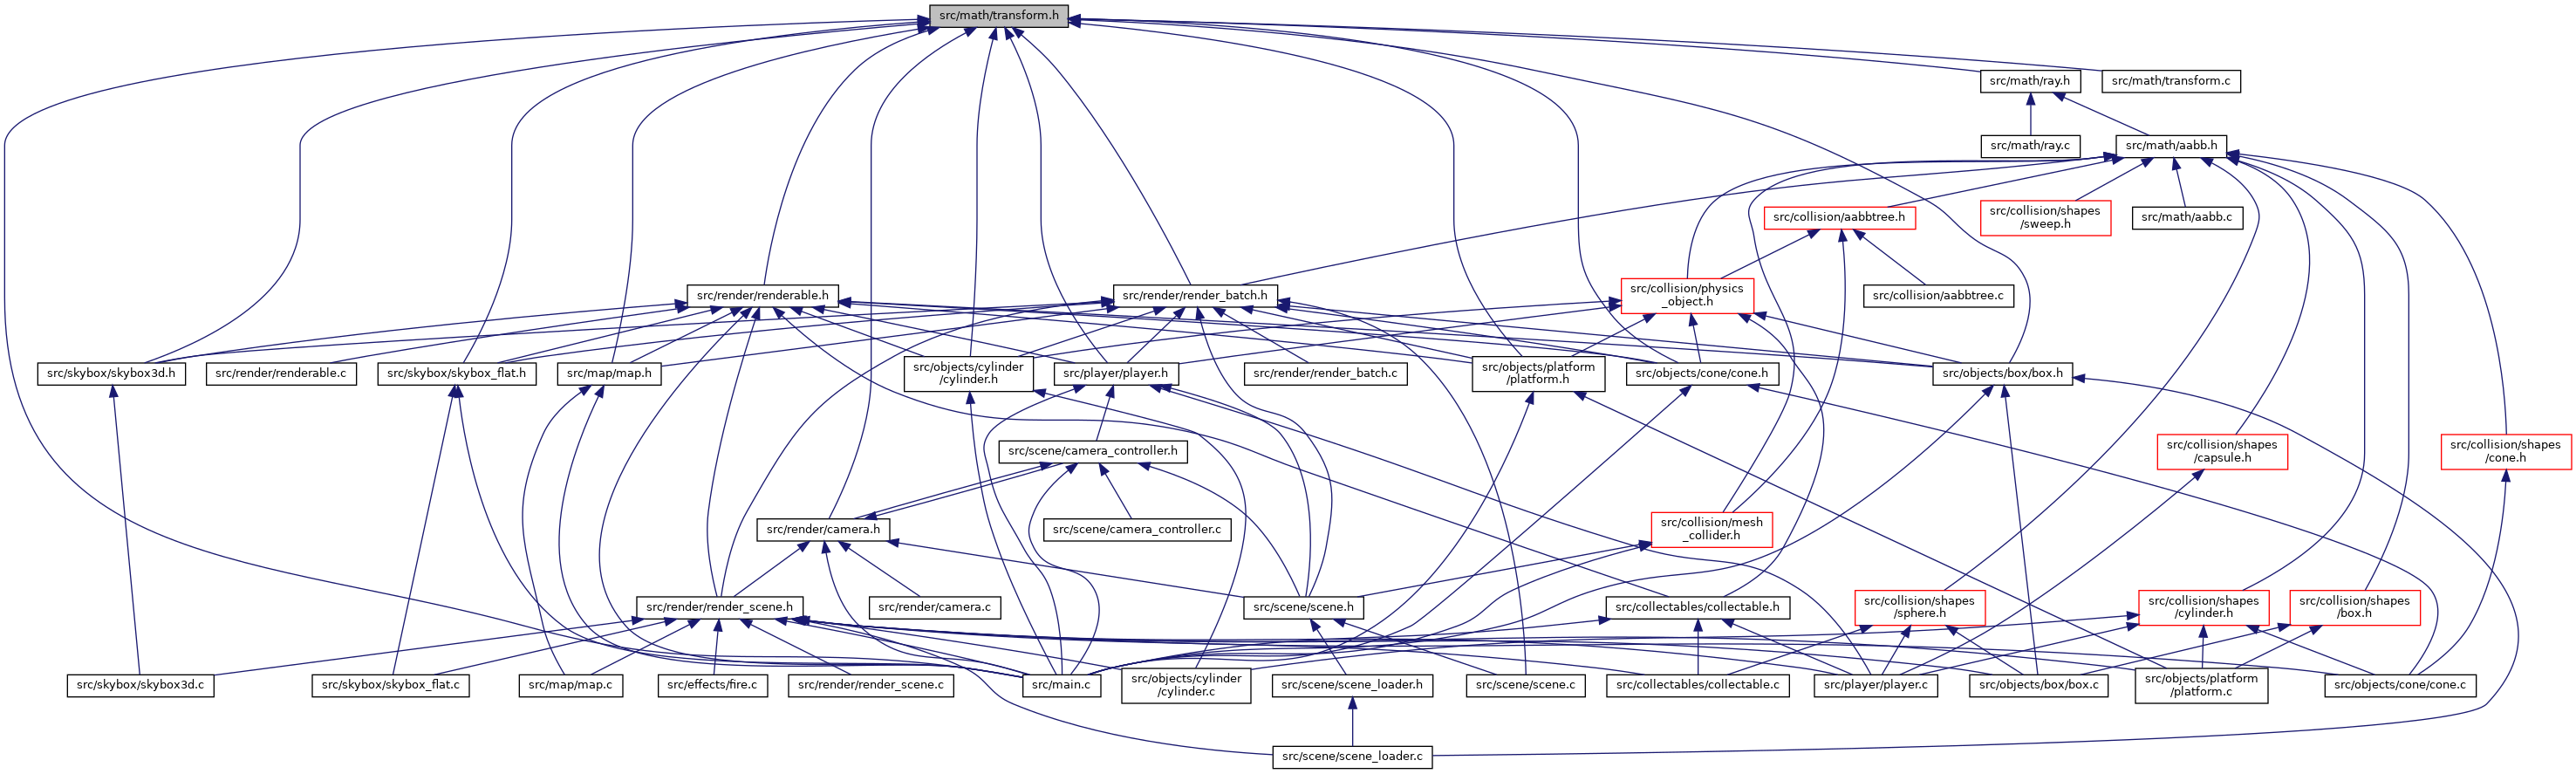 src/math/transform.h
src/math/ray.h
src/math/transform.c
src/math/ray.c
src/math/aabb.h
src/collision/aabbtree.h
src/collision/shapes
/sweep.h
src/math/aabb.c
src/render/renderable.h
src/render/render_batch.h
src/collision/physics
_object.h
src/collision/aabbtree.c
src/skybox/skybox3d.h
src/render/renderable.c
src/skybox/skybox_flat.h
src/map/map.h
src/objects/cylinder
/cylinder.h
src/player/player.h
src/render/render_batch.c
src/objects/platform
/platform.h
src/objects/cone/cone.h
src/objects/box/box.h
src/scene/camera_controller.h
src/collision/shapes
/capsule.h
src/collision/shapes
/cone.h
src/render/camera.h
src/scene/camera_controller.c
src/collision/mesh
_collider.h
src/render/render_scene.h
src/render/camera.c
src/scene/scene.h
src/collectables/collectable.h
src/collision/shapes
/sphere.h
src/collision/shapes
/cylinder.h
src/collision/shapes
/box.h
src/skybox/skybox3d.c
src/skybox/skybox_flat.c
src/map/map.c
src/effects/fire.c
src/render/render_scene.c
src/main.c
src/objects/cylinder
/cylinder.c
src/scene/scene_loader.h
src/scene/scene.c
src/collectables/collectable.c
src/player/player.c
src/objects/box/box.c
src/objects/platform
/platform.c
src/objects/cone/cone.c
src/scene/scene_loader.c